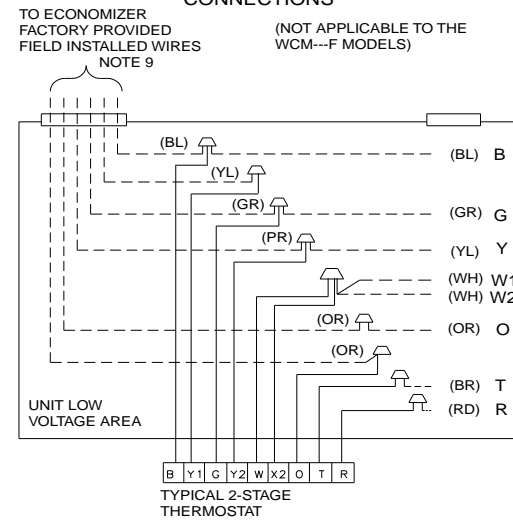 CONNECTIONS
TO ECONOMIZER
FACTORY PROVIDED
FIELD INSTALLED WIRES
NOTE 9
(NOT APPLICABLE TO THE
WCM---F MODELS)
(BL)
(BL) B
(YL)
(GR)
(GR) G
(PR)
(YL) Y
(WH) W1
(WH) W2
(OR)
(OR) O
(OR)
(BR) T
(RD) R
UNIT LOW
VOLTAGE AREA
B Y1 G Y2 W X2 O T R
TYPICAL 2-STAGE
THERMOSTAT